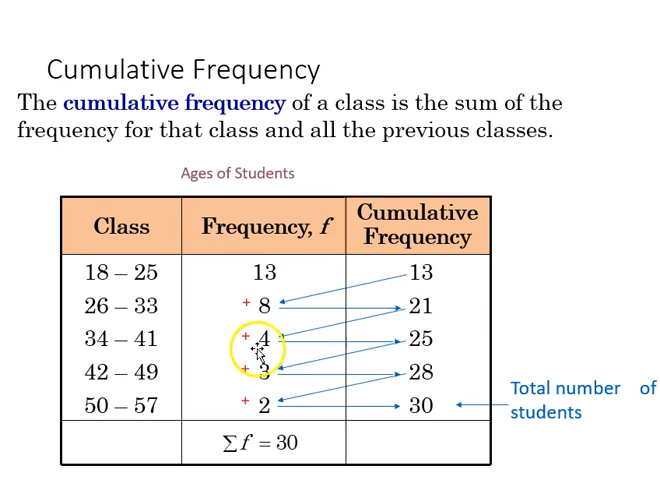 Cumulative Frequency
The cumulative frequency of a class is the sum of the
frequency for that class and all the previous classes.
Ages of Students
Class Frequency, f Cumulative Frequency
18 – 25 13 13
26 – 33 + 8 21
34 – 41 + 4 25
42 – 49 + 3 28
50 – 57 + 2 30
Total number of
students
Σf = 30